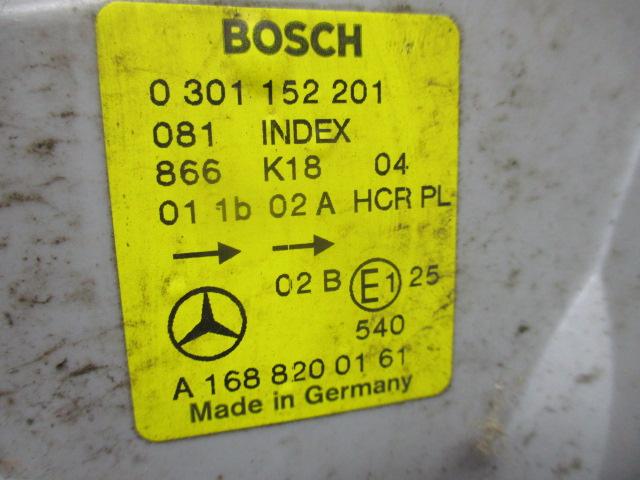 BOSCH
0 301 152 201
081 INDEX
866 K18 04
01 1b 02 A HCR PL
02 B E1 25
540
A 168 820 01 61
Made in Germany